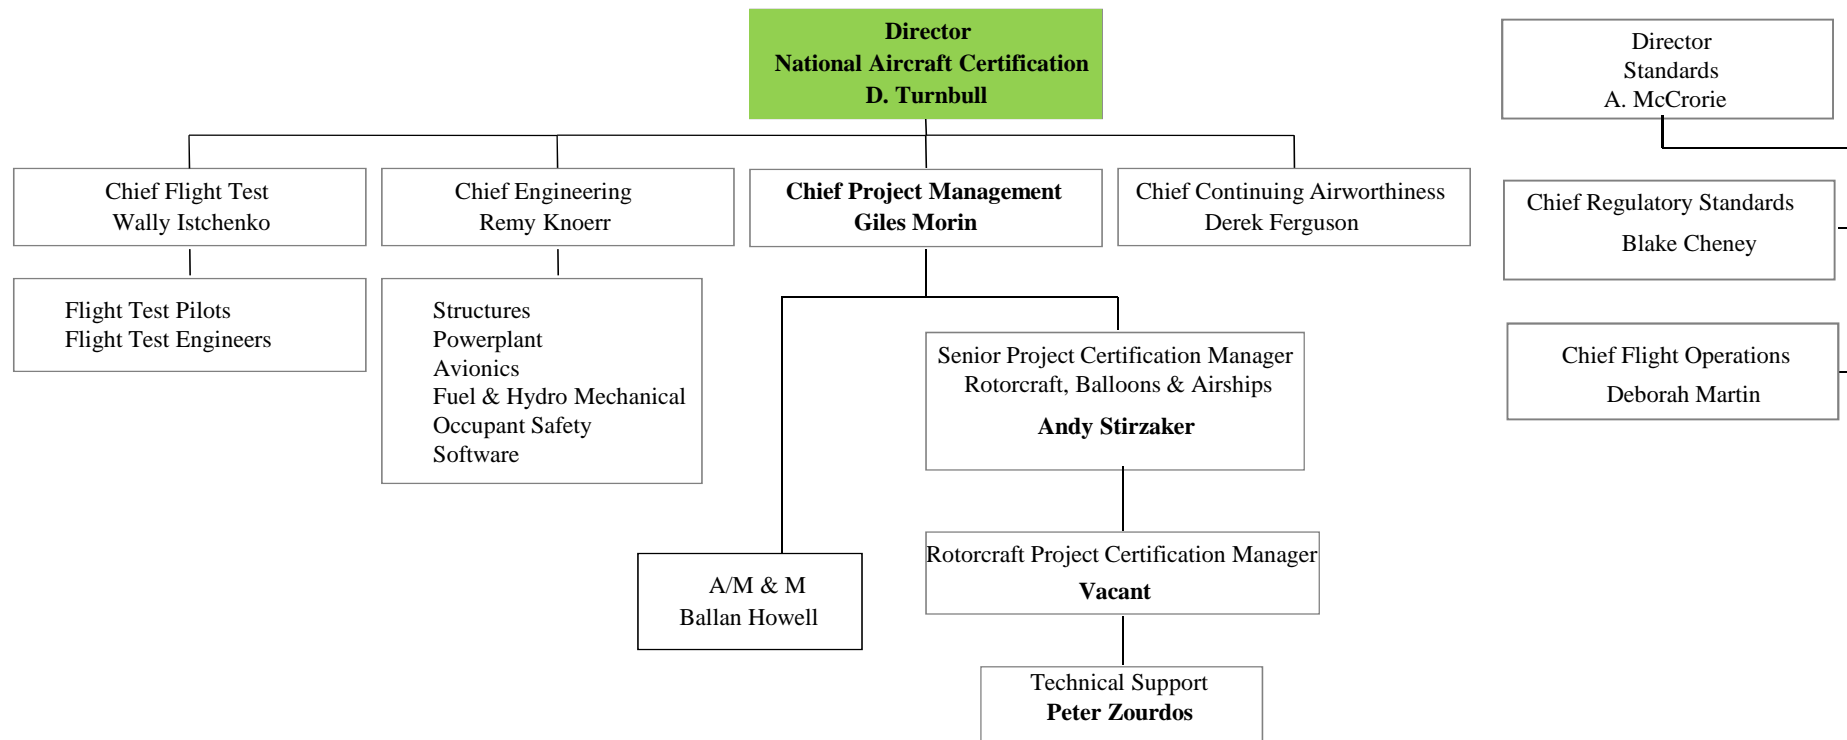 Director
National Aircraft Certification
D. Turnbull
Director
Standards
A. McCrorie
Chief Flight Test
Wally Istchenko
Chief Engineering
Remy Knoerr
Chief Project Management
Giles Morin
Chief Continuing Airworthiness
Derek Ferguson
Chief Regulatory Standards
Blake Cheney
Flight Test Pilots
Flight Test Engineers
Structures
Powerplant
Avionics
Fuel & Hydro Mechanical
Occupant Safety
Software
Senior Project Certification Manager
Rotorcraft, Balloons & Airships
Andy Stirzaker
Chief Flight Operations
Deborah Martin
A/M & M
Ballan Howell
Rotorcraft Project Certification Manager
Vacant
Technical Support
Peter Zourdos